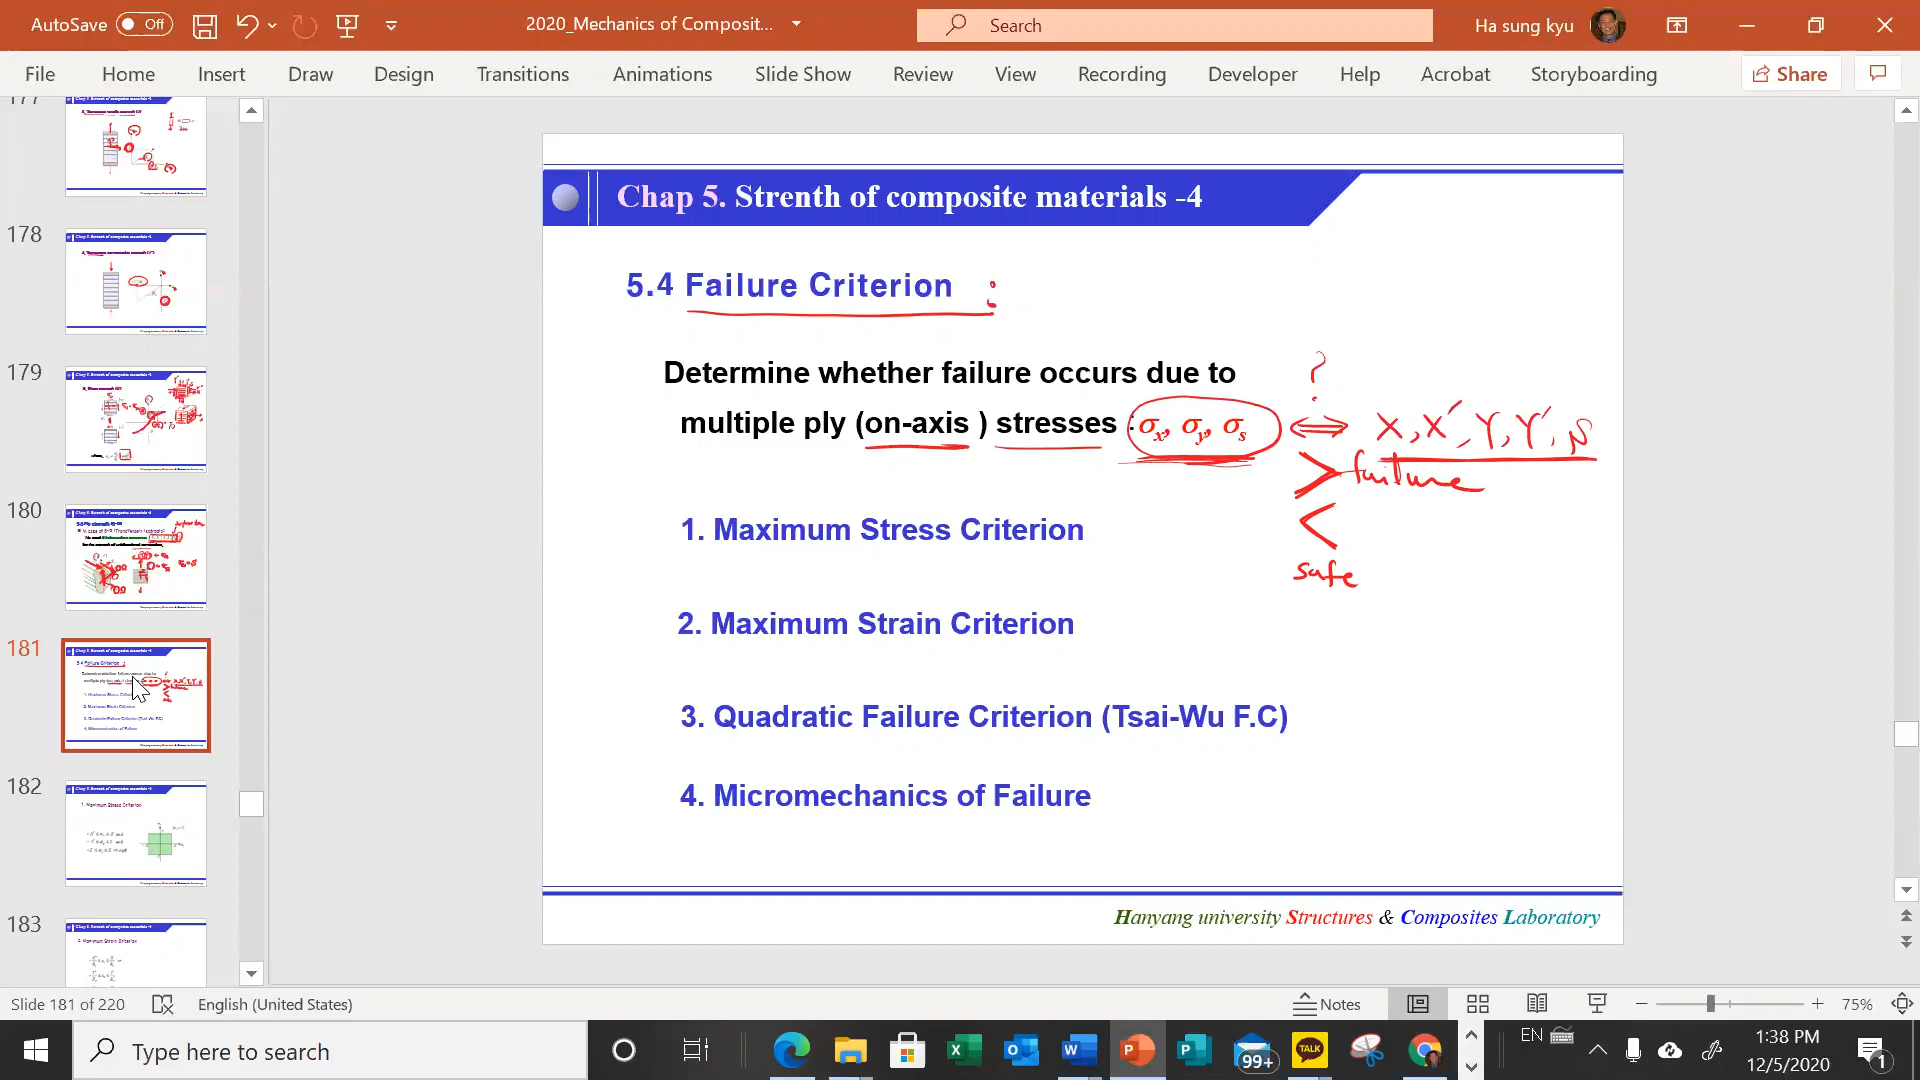 AutoSave Off
2020_Mechanics of Composit...
Search
Ha sung kyu
File Home Insert Draw Design Transitions Animations Slide Show Review View Recording Developer Help Acrobat Storyboarding Share
177
178
179
180
181
182
183
Chap 5. Strenth of composite materials -4
5.4 Failure Criterion :
Determine whether failure occurs due to
multiple ply (on-axis ) stresses : σx, σy, σs ⇔ X, X′, Y, Y′, S
?
> failure
<
safe
1. Maximum Stress Criterion
2. Maximum Strain Criterion
3. Quadratic Failure Criterion (Tsai-Wu F.C)
4. Micromechanics of Failure
Hanyang university Structures & Composites Laboratory
Slide 181 of 220 English (United States) Notes 75%
Type here to search
99+
TALK
EN
1:38 PM
12/5/2020
1